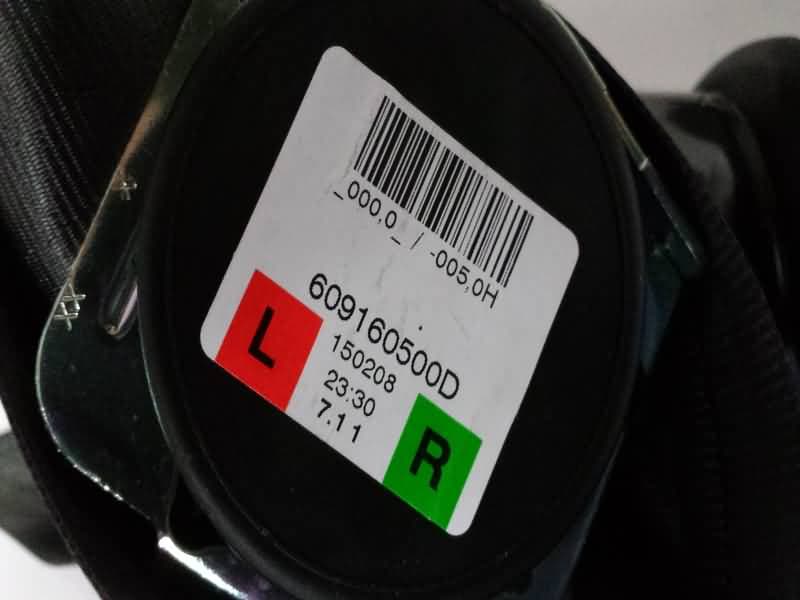 _000,0_ / -005,0H
609160500D
150208
23:30
7.11
L
R